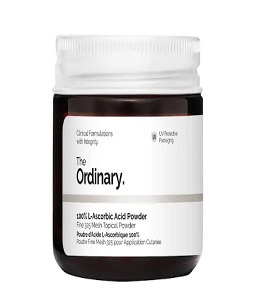 Clinical Formulations
with Integrity.
UV Protective
Packaging
The
Ordinary.
100% L-Ascorbic Acid Powder
Fine 325 Mesh Topical Powder
Poudre d'Acide L-Ascorbique 100%
Poudre Fine Mesh 325 pour Application Cutanee